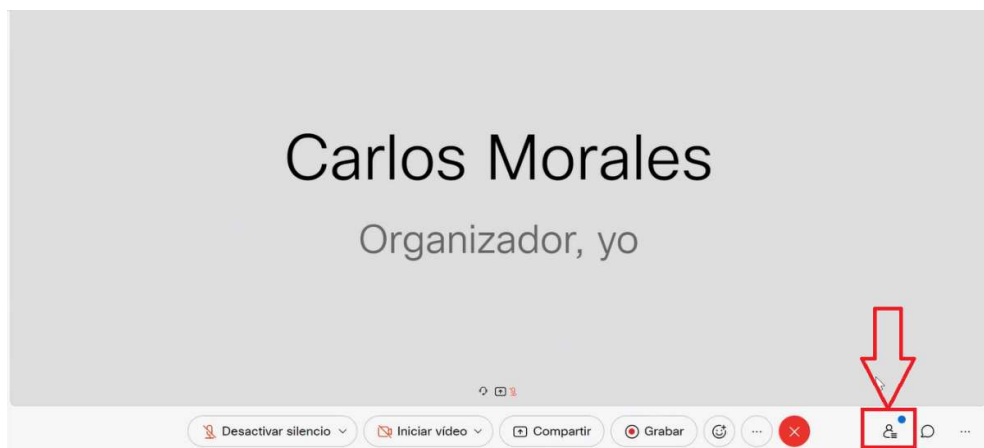 Carlos Morales
Organizador, yo
Desactivar silencio
Iniciar vídeo
Compartir
Grabar